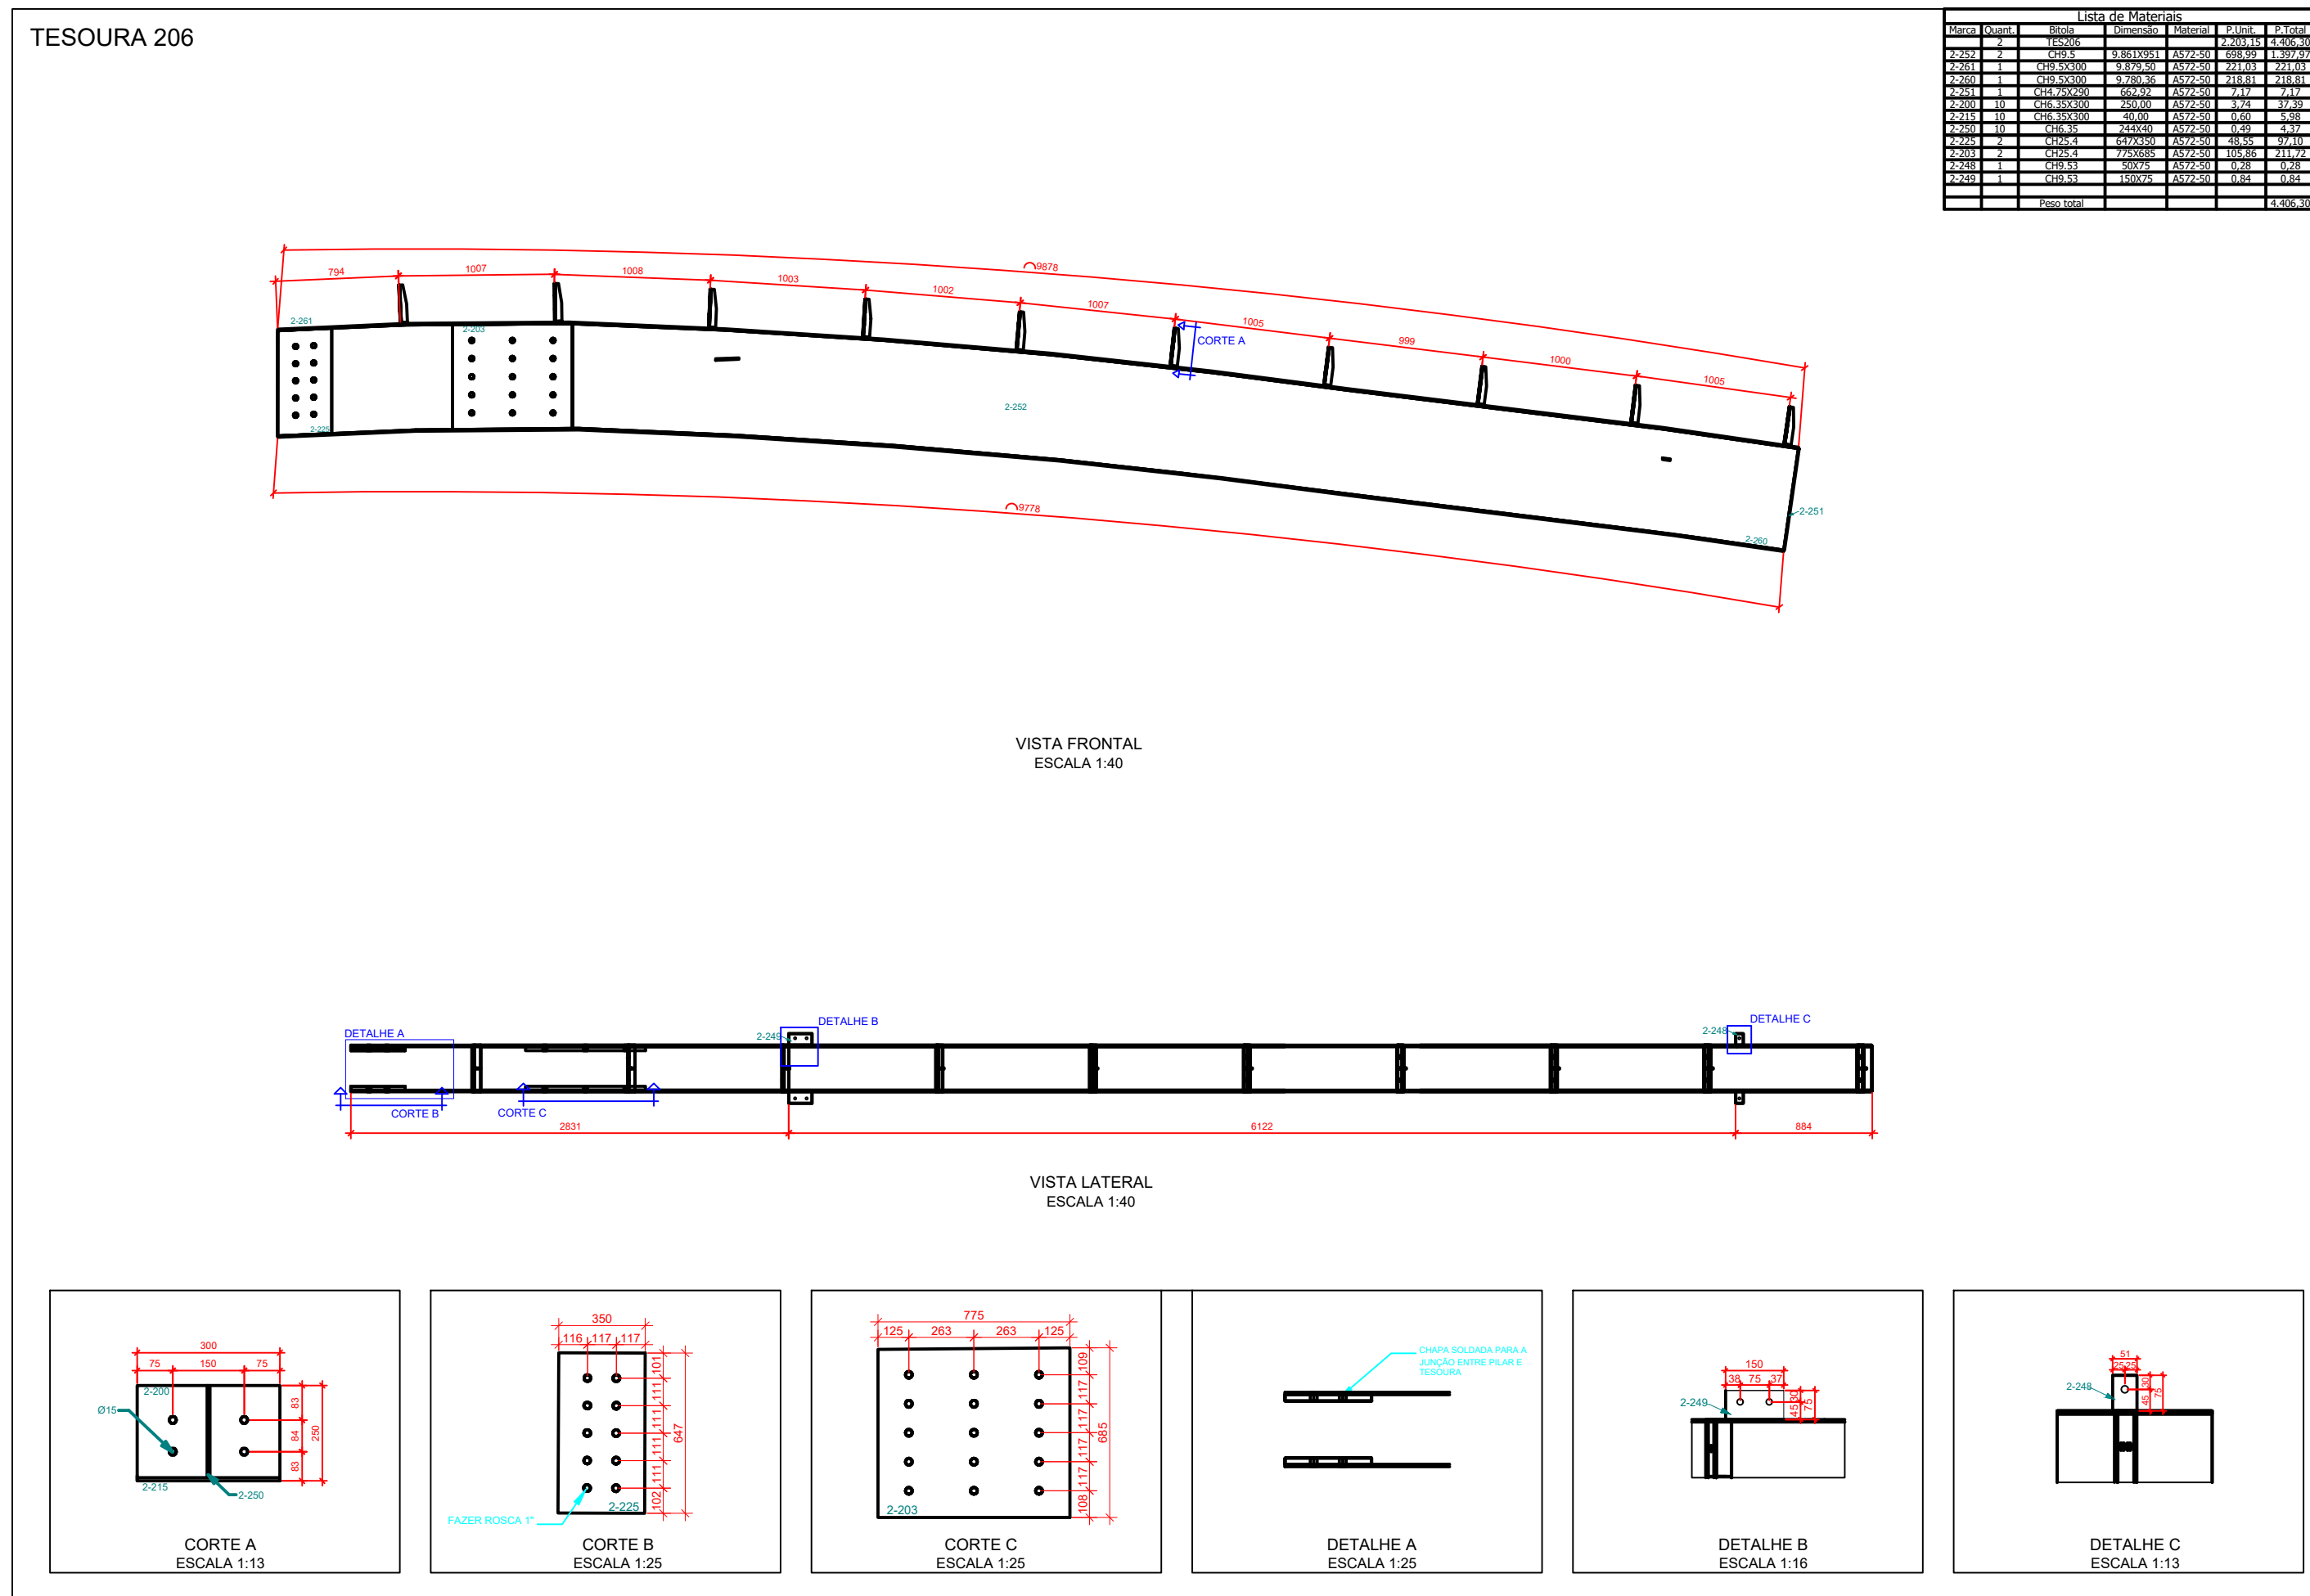 TESOURA 206
Lista de Materiais
Marca Quant. Bitola Dimensão Material P.Unit. P.Total
2 TES206 2.203,15 4.406,30
2-252 2 CH9.5 9.861X951 A572-50 698,99 1.397,97
2-261 1 CH9.5X300 9.879,50 A572-50 221,03 221,03
2-260 1 CH9.5X300 9.780,36 A572-50 218,81 218,81
2-251 1 CH4.75X290 662,92 A572-50 7,17 7,17
2-200 10 CH6.35X300 250,00 A572-50 3,74 37,39
2-215 10 CH6.35X300 40,00 A572-50 0,60 5,98
2-250 10 CH6.35 244X40 A572-50 0,49 4,37
2-225 2 CH25.4 647X350 A572-50 48,55 97,10
2-203 2 CH25.4 775X685 A572-50 105,86 211,72
2-248 1 CH9.53 50X75 A572-50 0,28 0,28
2-249 1 CH9.53 150X75 A572-50 0,84 0,84
Peso total 4.406,30
9878
794 1007 1008 1003 1002 1007 1005 999 1000 1005
2-261
2-203
CORTE A
2-252
2-225
9778
2-251
2-260
VISTA FRONTAL
ESCALA 1:40
DETALHE A
2-249
DETALHE B
2-248
DETALHE C
CORTE B
CORTE C
2831 6122 884
VISTA LATERAL
ESCALA 1:40
300
75 150 75
2-200
Ø15
83
84
83
250
2-215
2-250
CORTE A
ESCALA 1:13
350
116 117 117
101
111
111
111
111
102
647
2-225
FAZER ROSCA 1"
CORTE B
ESCALA 1:25
775
125 263 263 125
109
117
117
117
117
108
685
2-203
CORTE C
ESCALA 1:25
CHAPA SOLDADA PARA A
JUNÇÃO ENTRE PILAR E
TESOURA
DETALHE A
ESCALA 1:25
150
38 75 37
30
45
75
2-249
DETALHE B
ESCALA 1:16
51
25 25
30
45
75
2-248
DETALHE C
ESCALA 1:13